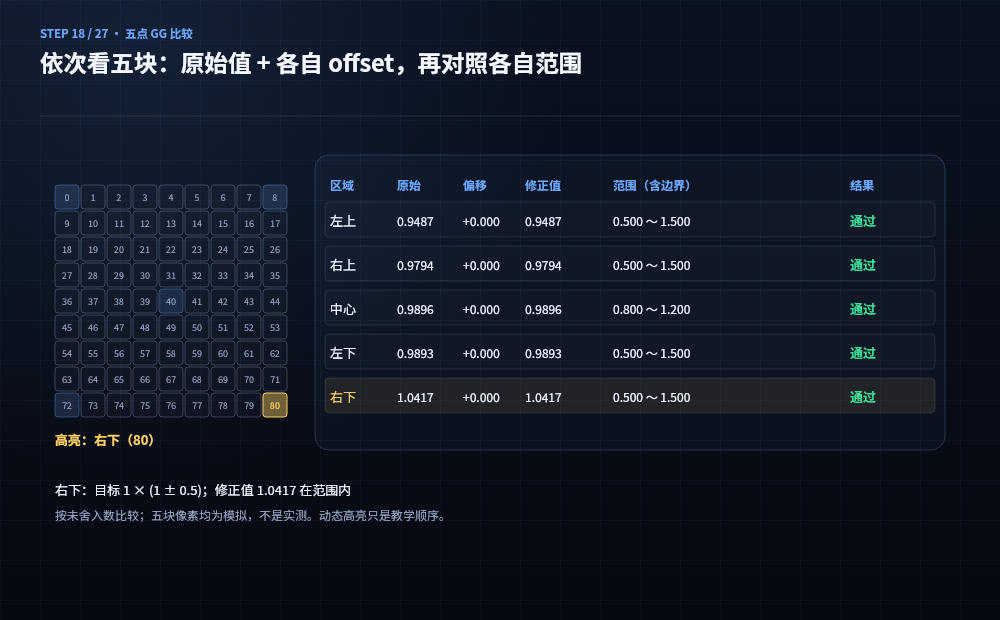 STEP 18 / 27 · 五点 GG 比较
依次看五块：原始值 + 各自 offset，再对照各自范围
0 1 2 3 4 5 6 7 8
9 10 11 12 13 14 15 16 17
18 19 20 21 22 23 24 25 26
27 28 29 30 31 32 33 34 35
36 37 38 39 40 41 42 43 44
45 46 47 48 49 50 51 52 53
54 55 56 57 58 59 60 61 62
63 64 65 66 67 68 69 70 71
72 73 74 75 76 77 78 79 80
高亮：右下（80）
区域 原始 偏移 修正值 范围（含边界） 结果
左上 0.9487 +0.000 0.9487 0.500 ～ 1.500 通过
右上 0.9794 +0.000 0.9794 0.500 ～ 1.500 通过
中心 0.9896 +0.000 0.9896 0.800 ～ 1.200 通过
左下 0.9893 +0.000 0.9893 0.500 ～ 1.500 通过
右下 1.0417 +0.000 1.0417 0.500 ～ 1.500 通过
右下：目标 1 × (1 ± 0.5)；修正值 1.0417 在范围内
按未舍入数比较；五块像素均为模拟，不是实测。动态高亮只是教学顺序。